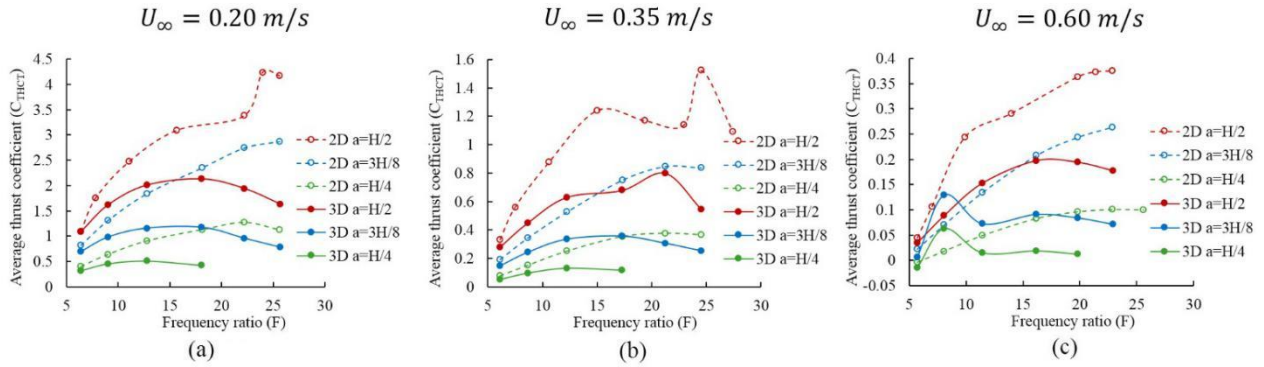 U∞ = 0.20 m/s
U∞ = 0.35 m/s
U∞ = 0.60 m/s
Average thrust coefficient (C_THCT)
4.5
4
3.5
3
2.5
2
1.5
1
0.5
0
5
10
15
20
25
30
Frequency ratio (F)
2D a=H/2
2D a=3H/8
2D a=H/4
3D a=H/2
3D a=3H/8
3D a=H/4
(a)
Average thrust coefficient (C_THCT)
1.6
1.4
1.2
1
0.8
0.6
0.4
0.2
0
5
10
15
20
25
30
Frequency ratio (F)
2D a=H/2
2D a=3H/8
2D a=H/4
3D a=H/2
3D a=3H/8
3D a=H/4
(b)
Average thrust coefficient (C_THCT)
0.4
0.35
0.3
0.25
0.2
0.15
0.1
0.05
0
-0.05
5
10
15
20
25
30
Frequency ratio (F)
2D a=H/2
2D a=3H/8
2D a=H/4
3D a=H/2
3D a=3H/8
3D a=H/4
(c)